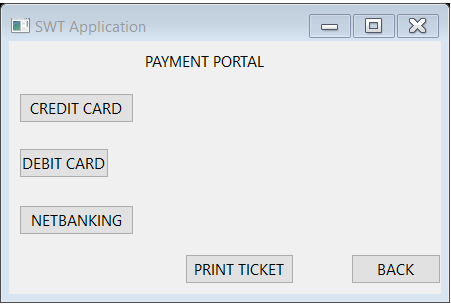 SWT Application
PAYMENT PORTAL
CREDIT CARD
DEBIT CARD
NETBANKING
PRINT TICKET BACK